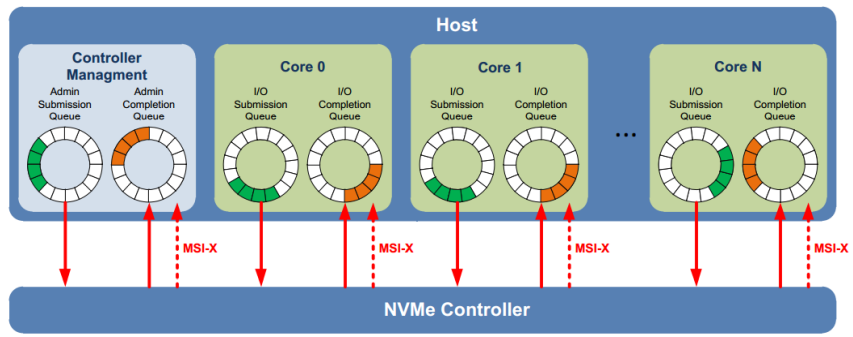 Host
Controller
Managment
Admin
Submission
Queue
Admin
Completion
Queue
Core 0
I/O
Submission
Queue
I/O
Completion
Queue
Core 1
I/O
Submission
Queue
I/O
Completion
Queue
...
Core N
I/O
Submission
Queue
I/O
Completion
Queue
MSI-X
MSI-X
MSI-X
MSI-X
NVMe Controller